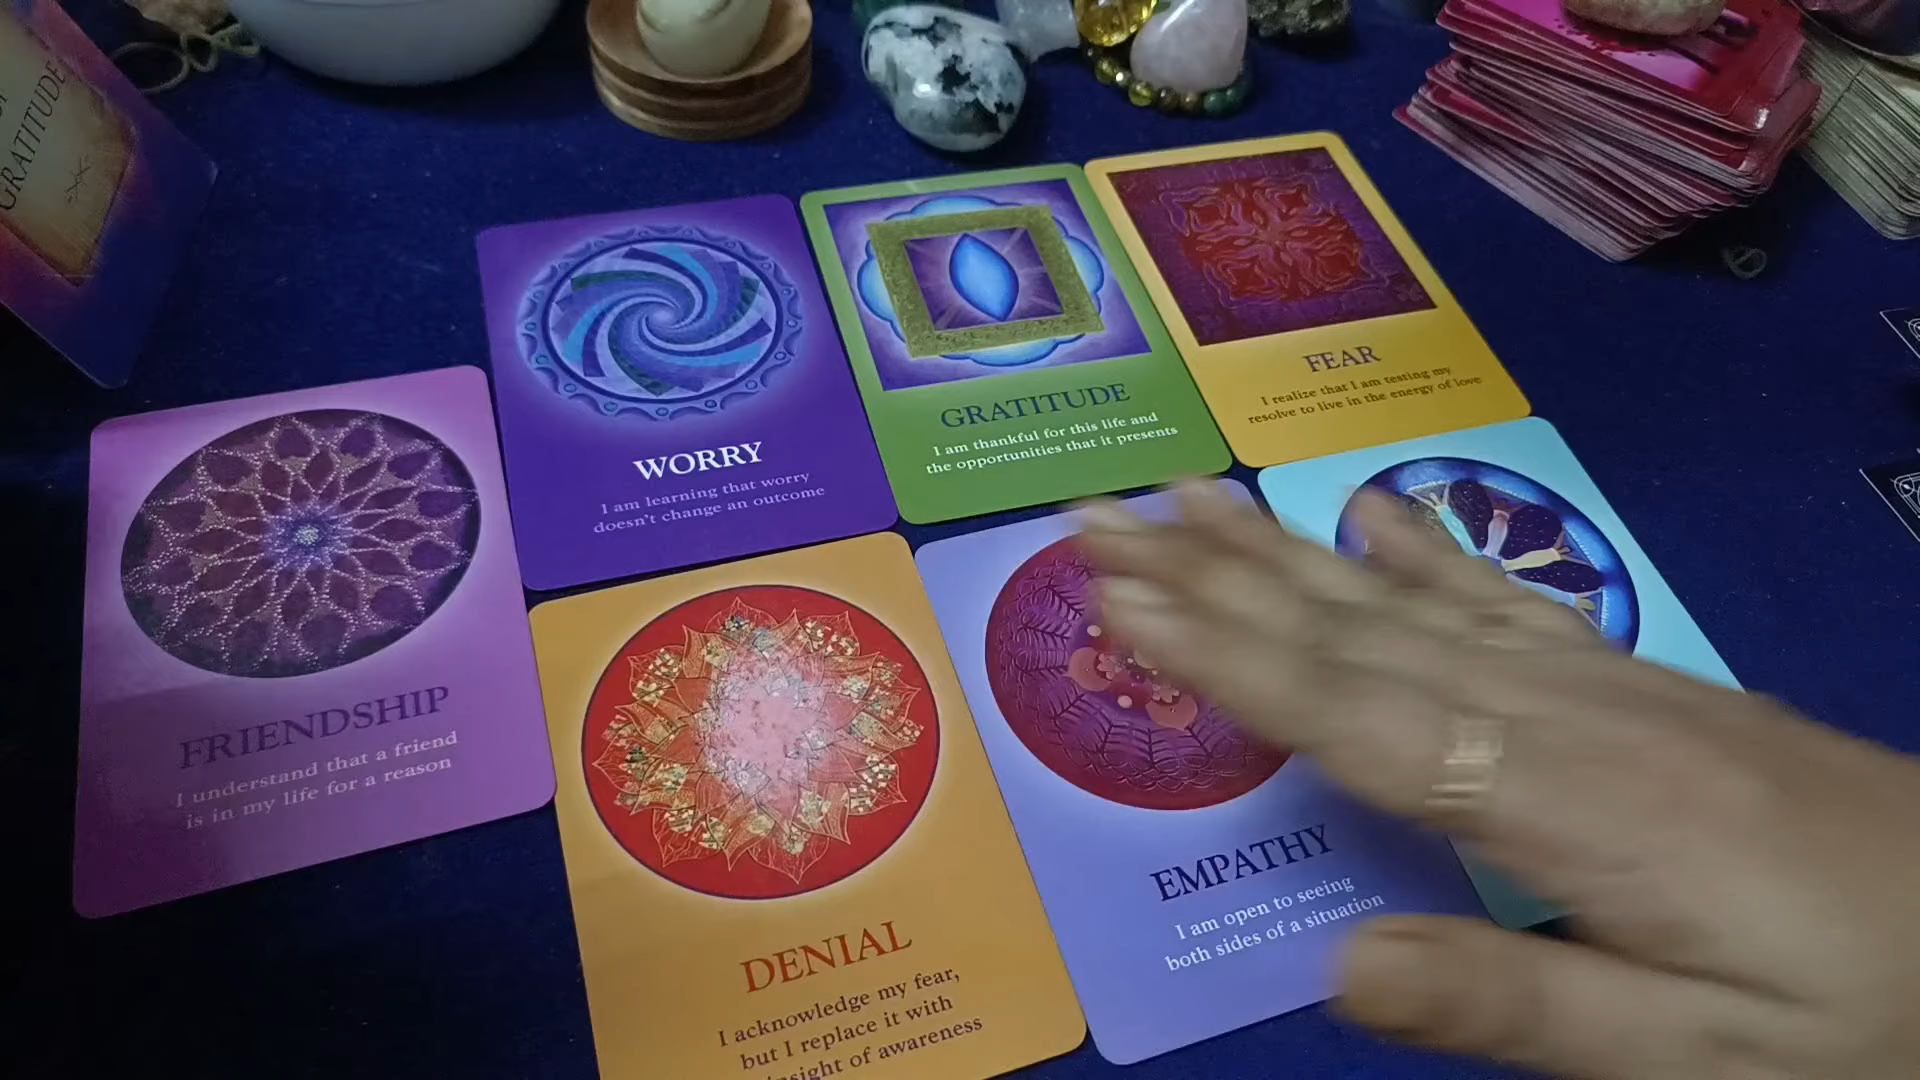 GRATITUDE
WORRY
I am learning that worry
doesn't change an outcome
GRATITUDE
I am thankful for this life and
the opportunities that it presents
FEAR
I realize that I am testing my
resolve to live in the energy of love
FRIENDSHIP
I understand that a friend
is in my life for a reason
DENIAL
I acknowledge my fear,
but I replace it with
insight of awareness
EMPATHY
I am open to seeing
both sides of a situation